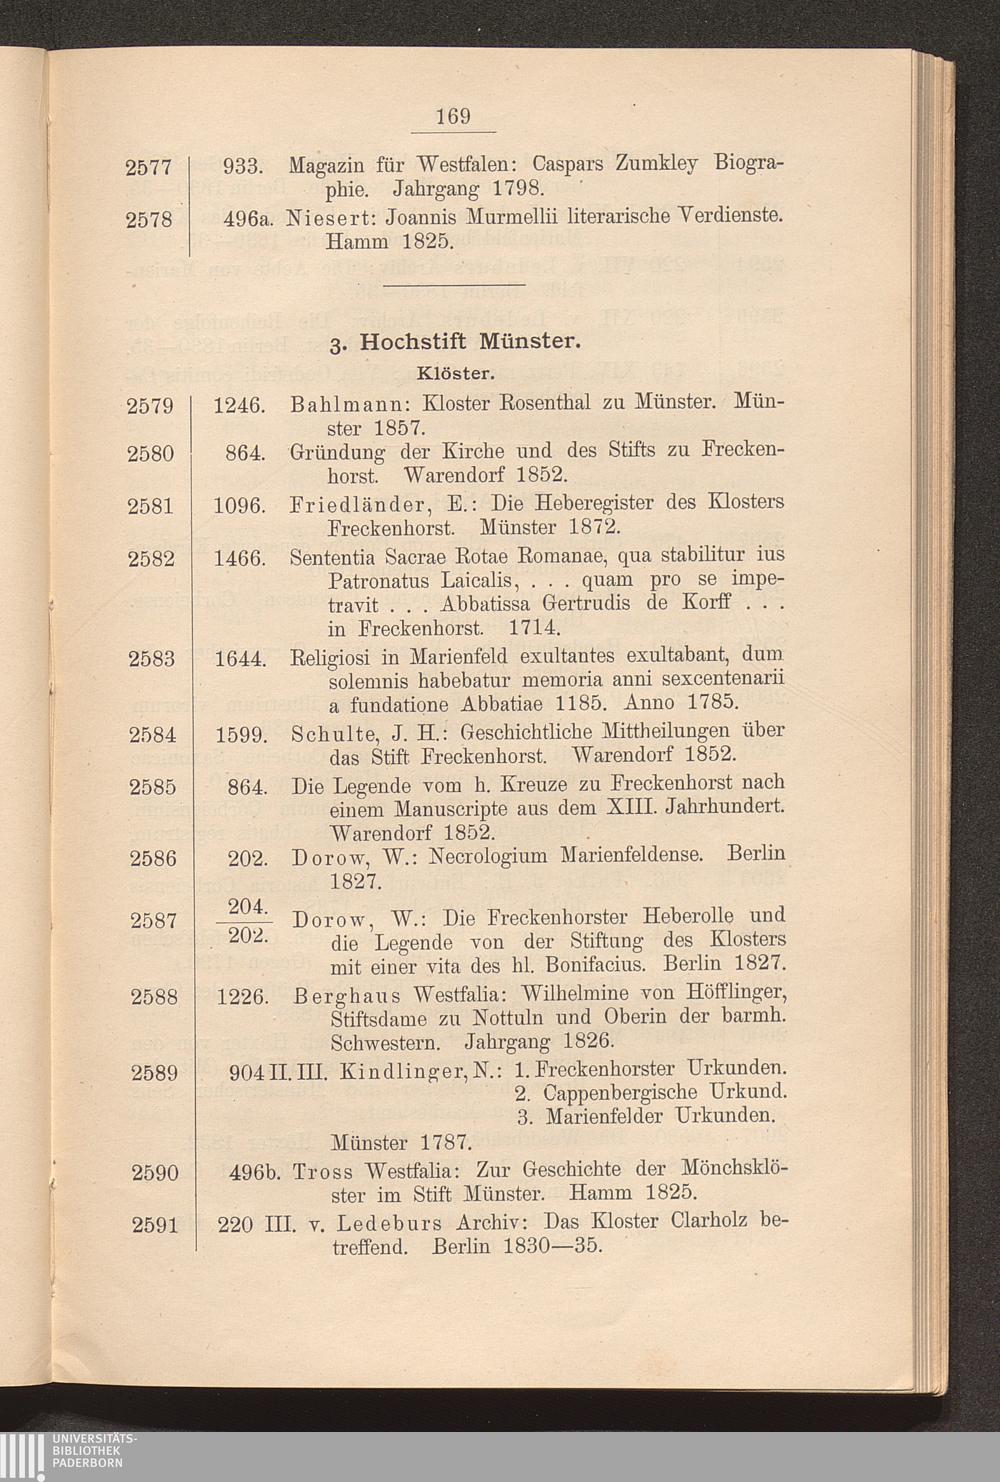 169
2577 933. Magazin für Westfalen: Caspars Zumkley Biogra-
phie. Jahrgang 1798.
2578 496a. Niesert: Joannis Murmellii literarische Verdienste.
Hamm 1825.
3. Hochstift Münster.
Klöster.
2579 1246. Bahlmann: Kloster Rosenthal zu Münster. Mün-
ster 1857.
2580 864. Gründung der Kirche und des Stifts zu Frecken-
horst. Warendorf 1852.
2581 1096. Friedländer, E.: Die Heberegister des Klosters
Freckenhorst. Münster 1872.
2582 1466. Sententia Sacrae Rotae Romanae, qua stabilitur ius
Patronatus Laicalis, . . . quam pro se impe-
travit . . . Abbatissa Gertrudis de Korff . . .
in Freckenhorst. 1714.
2583 1644. Religiosi in Marienfeld exultantes exultabant, dum
solemnis habebatur memoria anni sexcentenarii
a fundatione Abbatiae 1185. Anno 1785.
2584 1599. Schulte, J. H.: Geschichtliche Mittheilungen über
das Stift Freckenhorst. Warendorf 1852.
2585 864. Die Legende vom h. Kreuze zu Freckenhorst nach
einem Manuscripte aus dem XIII. Jahrhundert.
Warendorf 1852.
2586 202. Dorow, W.: Necrologium Marienfeldense. Berlin
1827.
2587 204. Dorow, W.: Die Freckenhorster Heberolle und
202. die Legende von der Stiftung des Klosters
mit einer vita des hl. Bonifacius. Berlin 1827.
2588 1226. Berghaus Westfalia: Wilhelmine von Höfflinger,
Stiftsdame zu Nottuln und Oberin der barmh.
Schwestern. Jahrgang 1826.
2589 904 II. III. Kindlinger, N.: 1. Freckenhorster Urkunden.
2. Cappenbergische Urkund.
3. Marienfelder Urkunden.
Münster 1787.
2590 496b. Tross Westfalia: Zur Geschichte der Mönchsklö-
ster im Stift Münster. Hamm 1825.
2591 220 III. v. Ledeburs Archiv: Das Kloster Clarholz be-
treffend. Berlin 1830—35.
UNIVERSITÄTS-
BIBLIOTHEK
PADERBORN